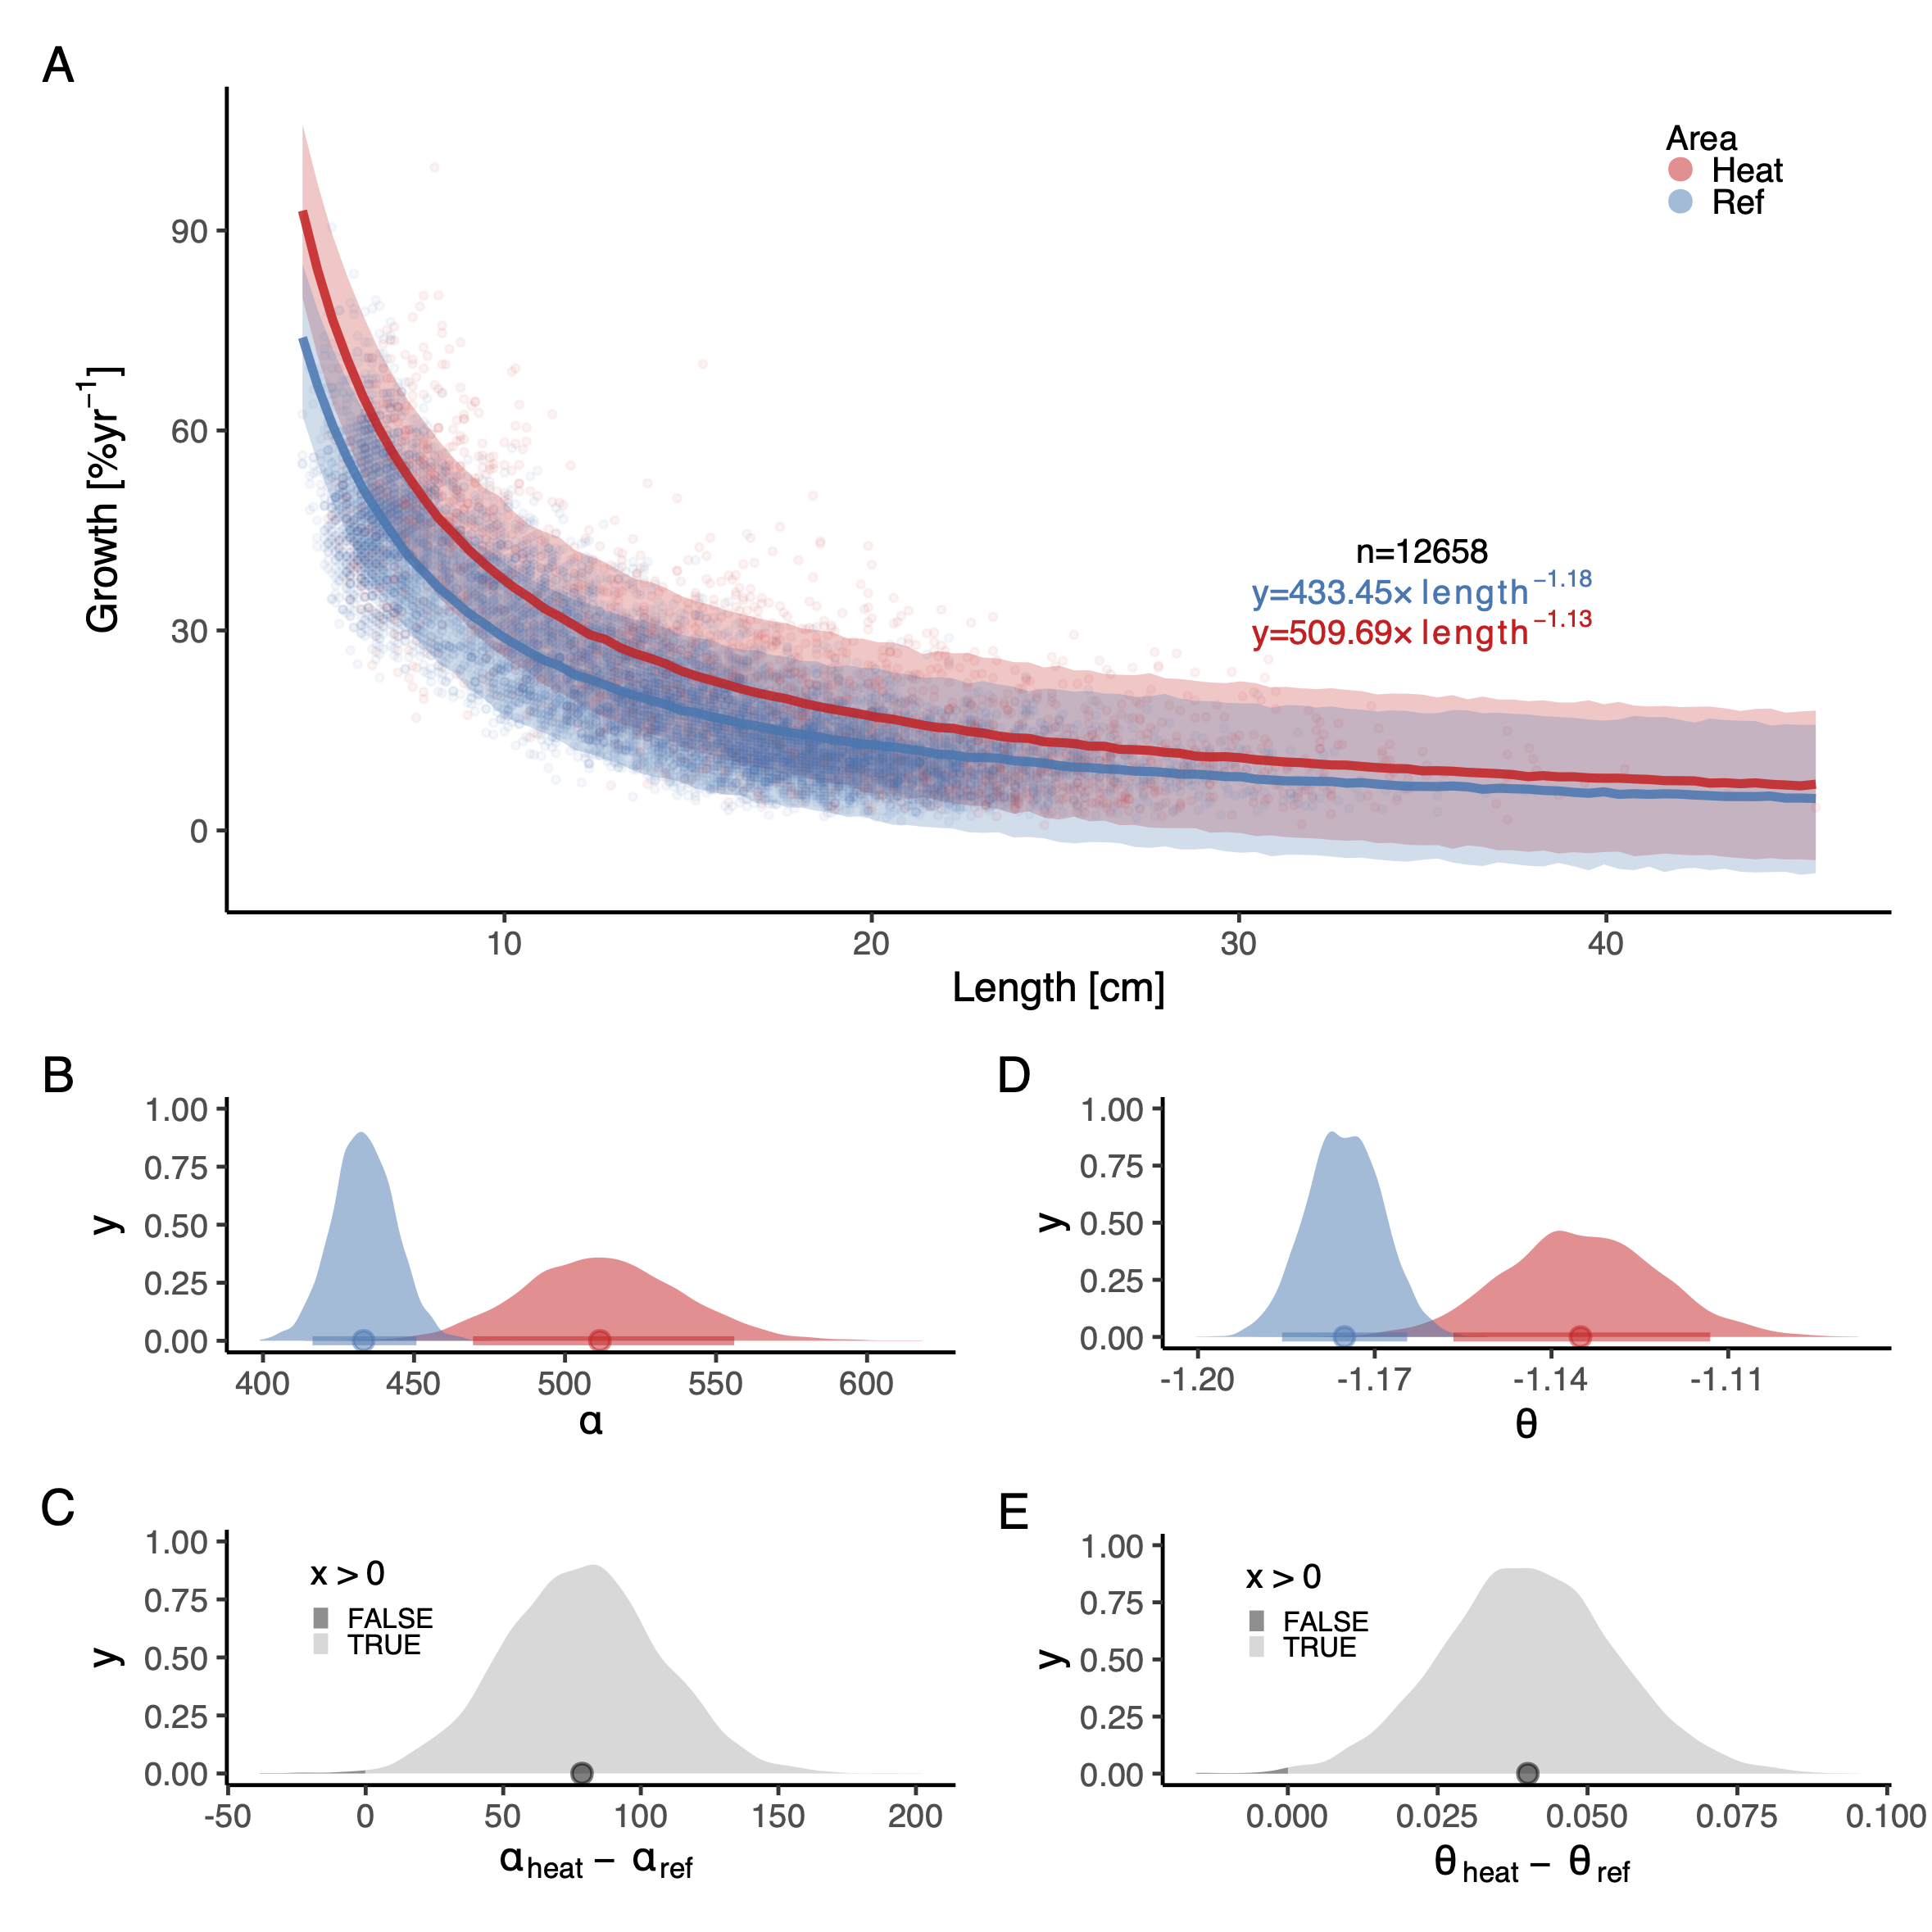 A
Growth [%yr⁻¹]
90
60
30
0
Area
Heat
Ref
n=12658
y=433.45× length⁻¹·¹⁸
y=509.69× length⁻¹·¹³
10 20 30 40
Length [cm]
B
y
1.00
0.75
0.50
0.25
0.00
400 450 500 550 600
α
D
y
1.00
0.75
0.50
0.25
0.00
-1.20 -1.17 -1.14 -1.11
θ
C
y
1.00
0.75
0.50
0.25
0.00
x > 0
FALSE
TRUE
-50 0 50 100 150 200
α heat − α ref
E
y
1.00
0.75
0.50
0.25
0.00
x > 0
FALSE
TRUE
0.000 0.025 0.050 0.075 0.100
θ heat − θ ref